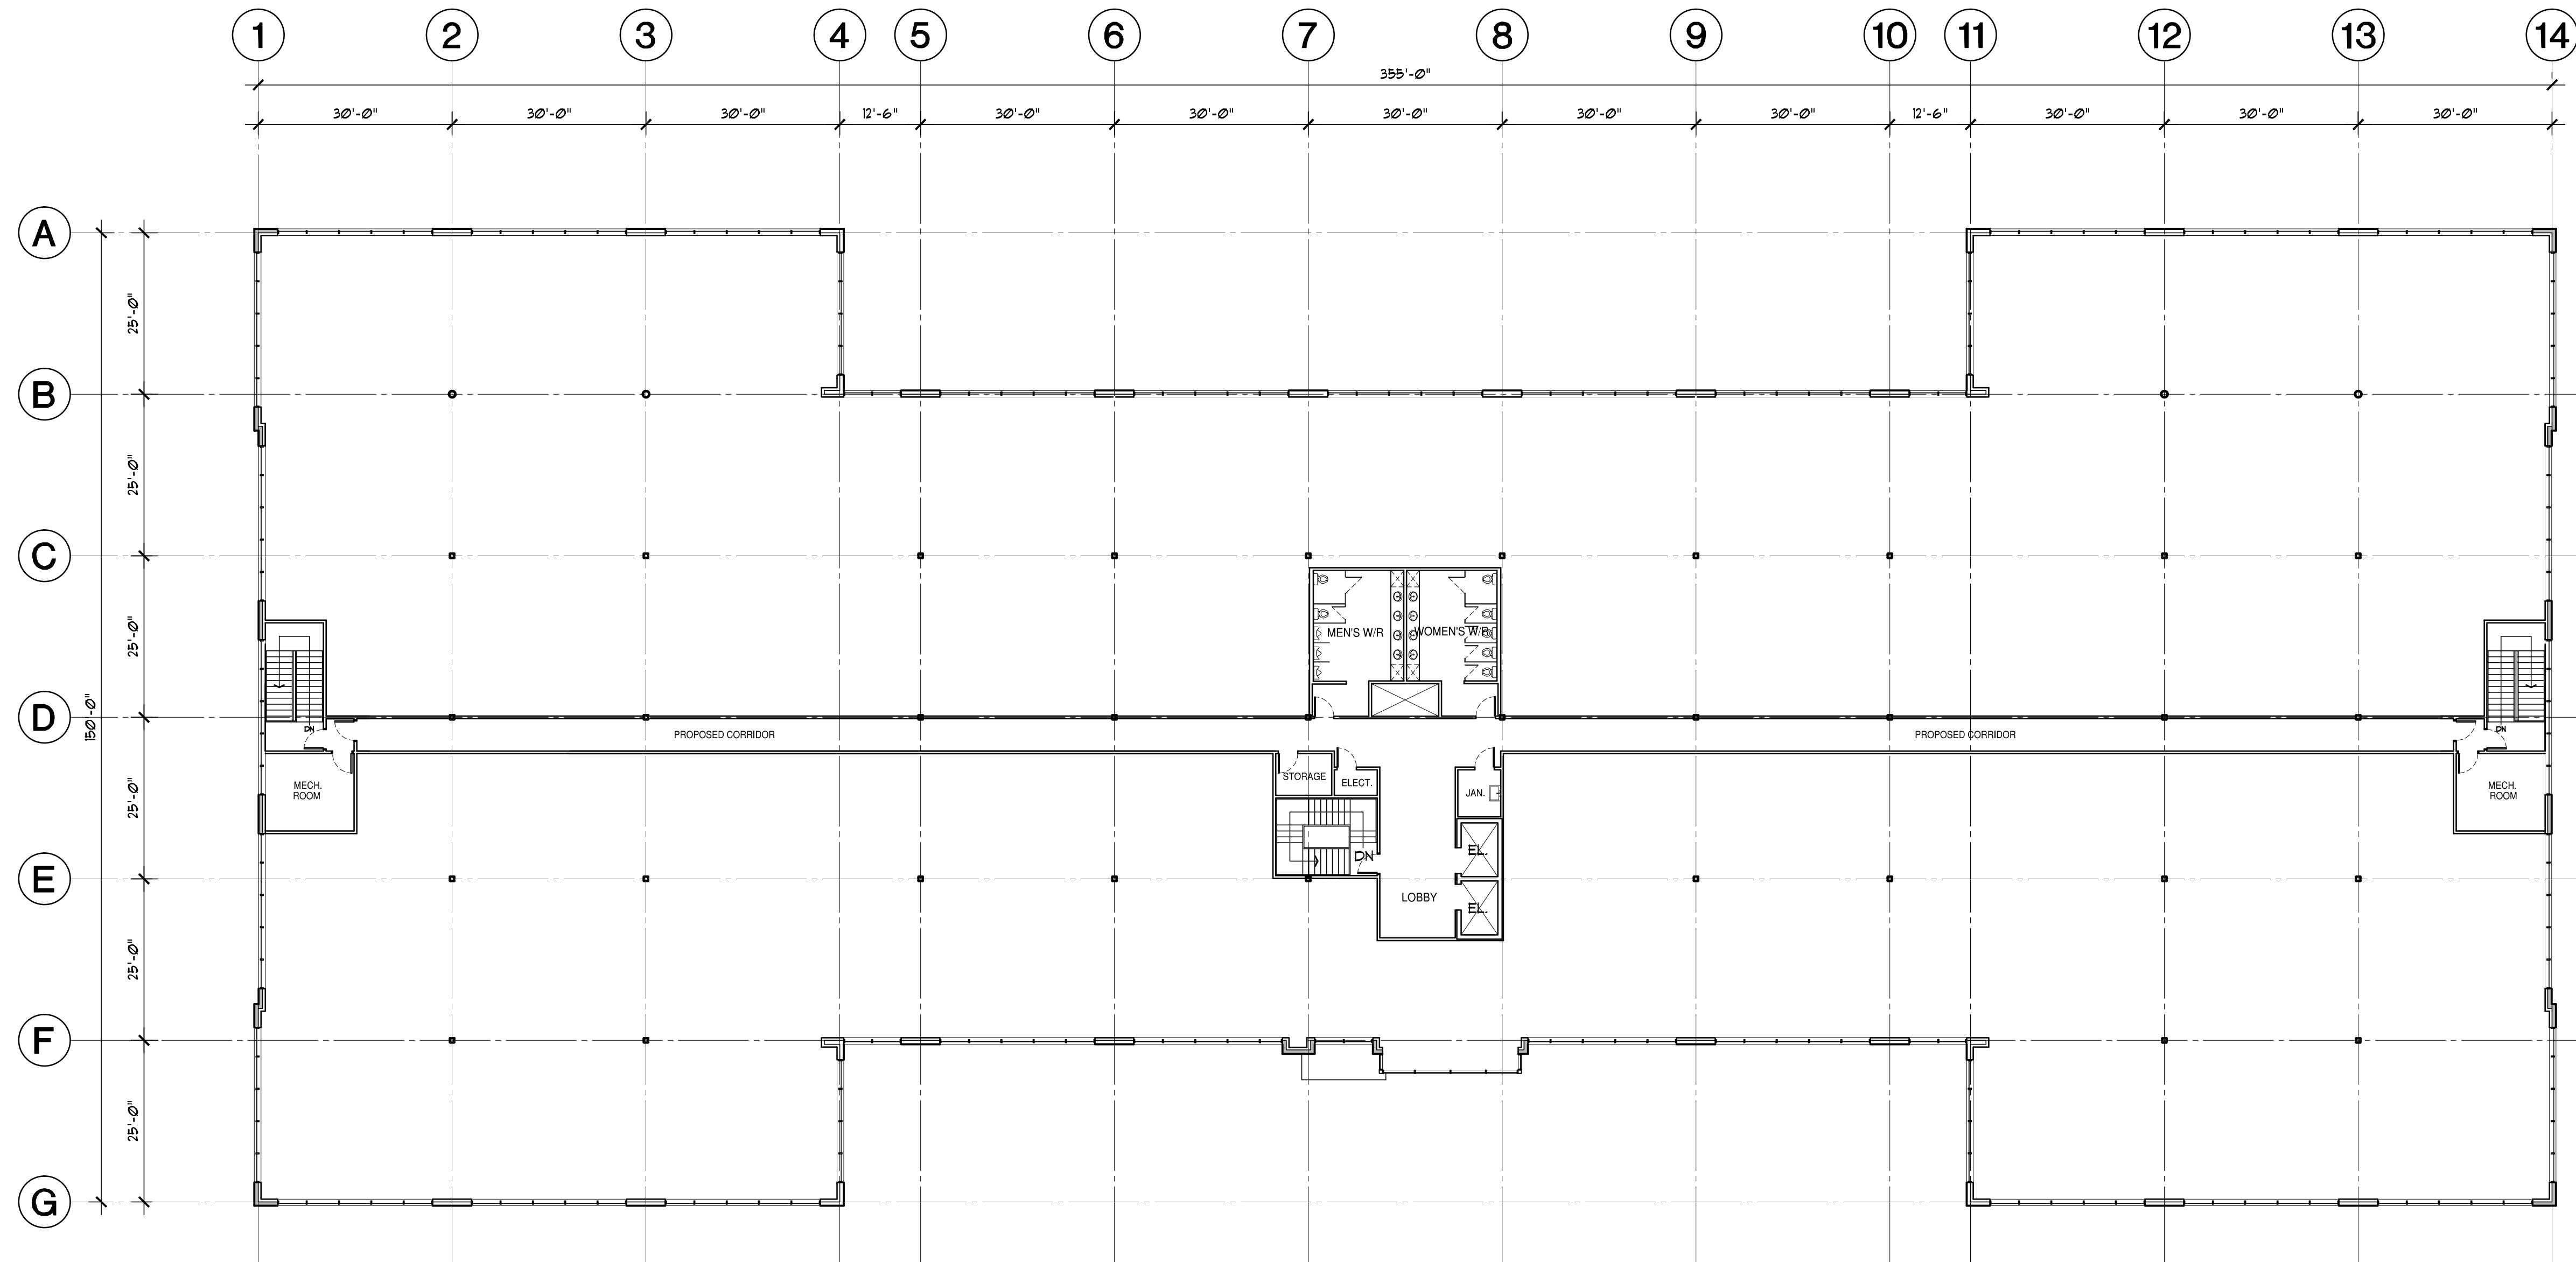 1 2 3 4 5 6 7 8 9 10 11 12 13 14
355'-0"
30'-0" 30'-0" 30'-0" 12'-6" 30'-0" 30'-0" 30'-0" 30'-0" 30'-0" 12'-6" 30'-0" 30'-0" 30'-0"
A
25'-0"
B
25'-0"
C
25'-0"
MEN'S W/R WOMEN'S W/R
D
150'-0"
DN DN
PROPOSED CORRIDOR PROPOSED CORRIDOR
25'-0"
MECH.
ROOM
STORAGE ELECT.
JAN.
MECH.
ROOM
EL.
DN
E
LOBBY
EL.
25'-0"
F
25'-0"
G